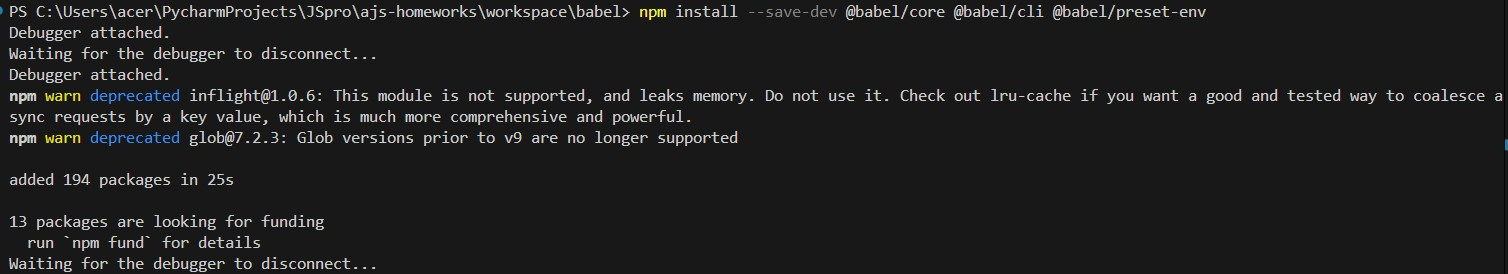 PS C:\Users\acer\PycharmProjects\JSpro\ajs-homeworks\workspace\babel> npm install --save-dev @babel/core @babel/cli @babel/preset-env
Debugger attached.
Waiting for the debugger to disconnect...
Debugger attached.
npm warn deprecated inflight@1.0.6: This module is not supported, and leaks memory. Do not use it. Check out lru-cache if you want a good and tested way to coalesce a
sync requests by a key value, which is much more comprehensive and powerful.
npm warn deprecated glob@7.2.3: Glob versions prior to v9 are no longer supported
added 194 packages in 25s
13 packages are looking for funding
  run `npm fund` for details
Waiting for the debugger to disconnect...